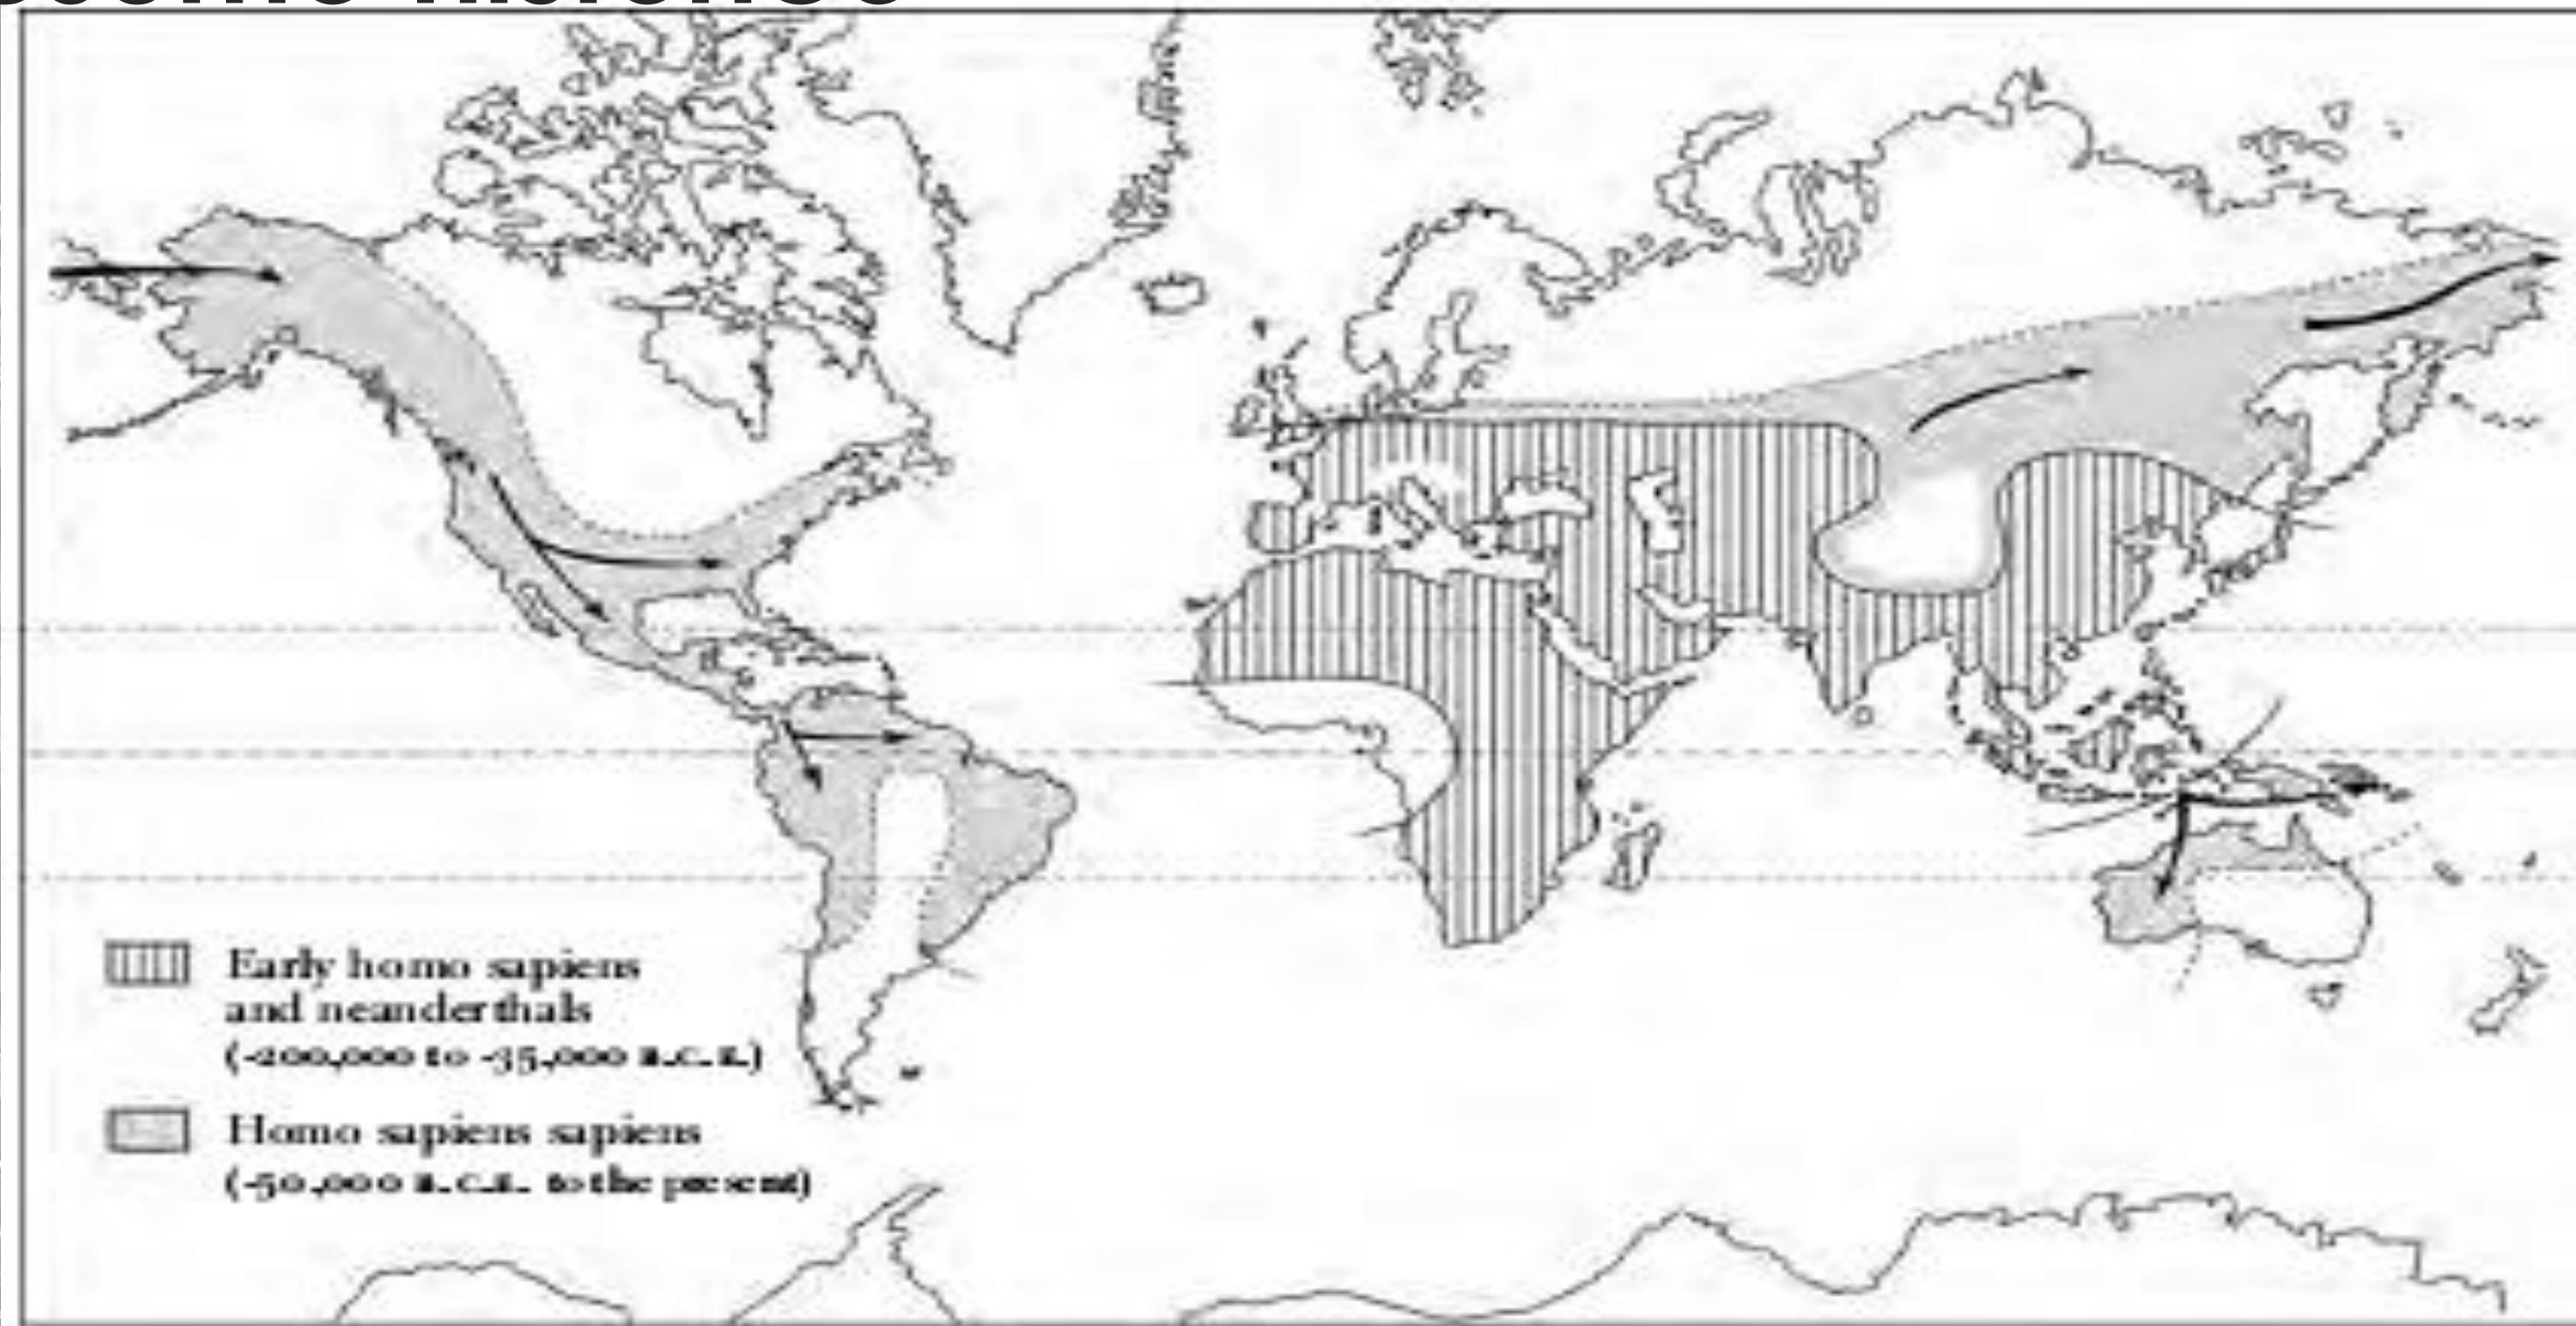 Early homo sapiens
and neanderthals
(-200,000 to -35,000 B.C.E.)
Homo sapiens sapiens
(-50,000 B.C.E. to the present)